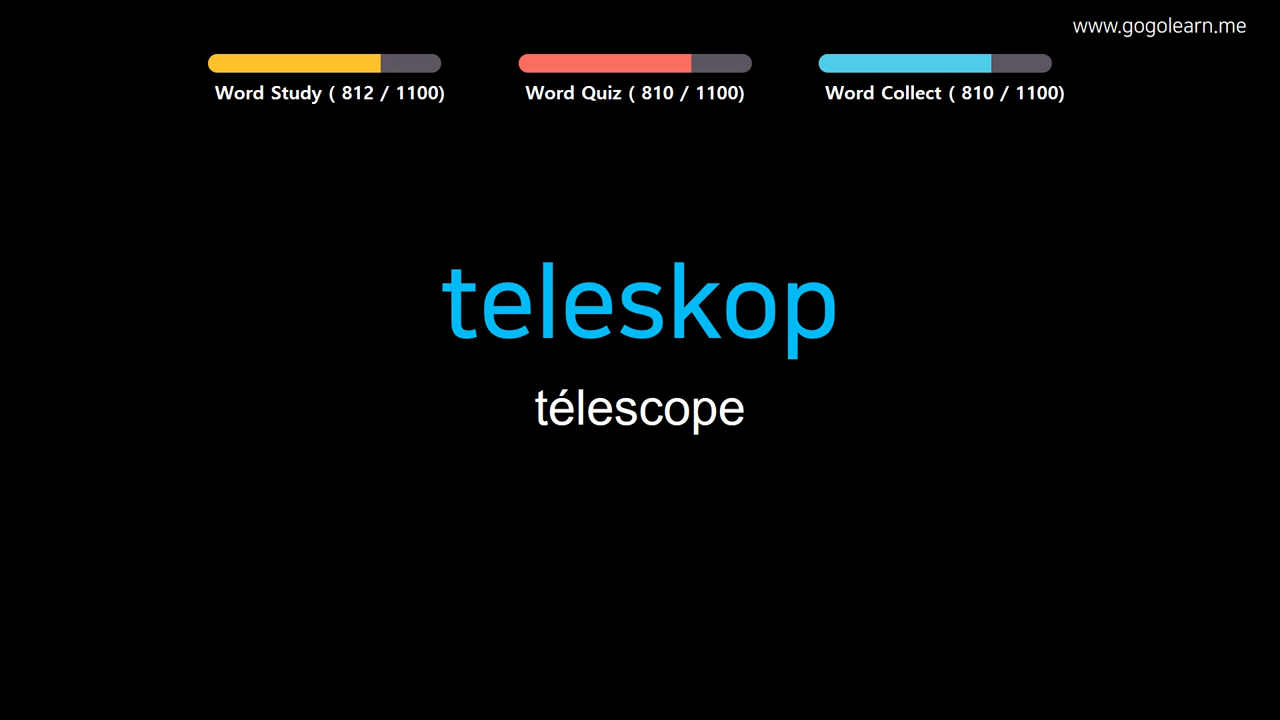 www.gogolearn.me
Word Study ( 812 / 1100)
Word Quiz ( 810 / 1100)
Word Collect ( 810 / 1100)
teleskop
télescope